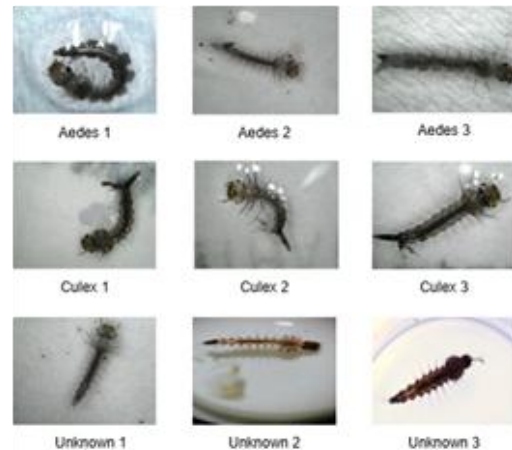 Aedes 1
Aedes 2
Aedes 3
Culex 1
Culex 2
Culex 3
Unknown 1
Unknown 2
Unknown 3